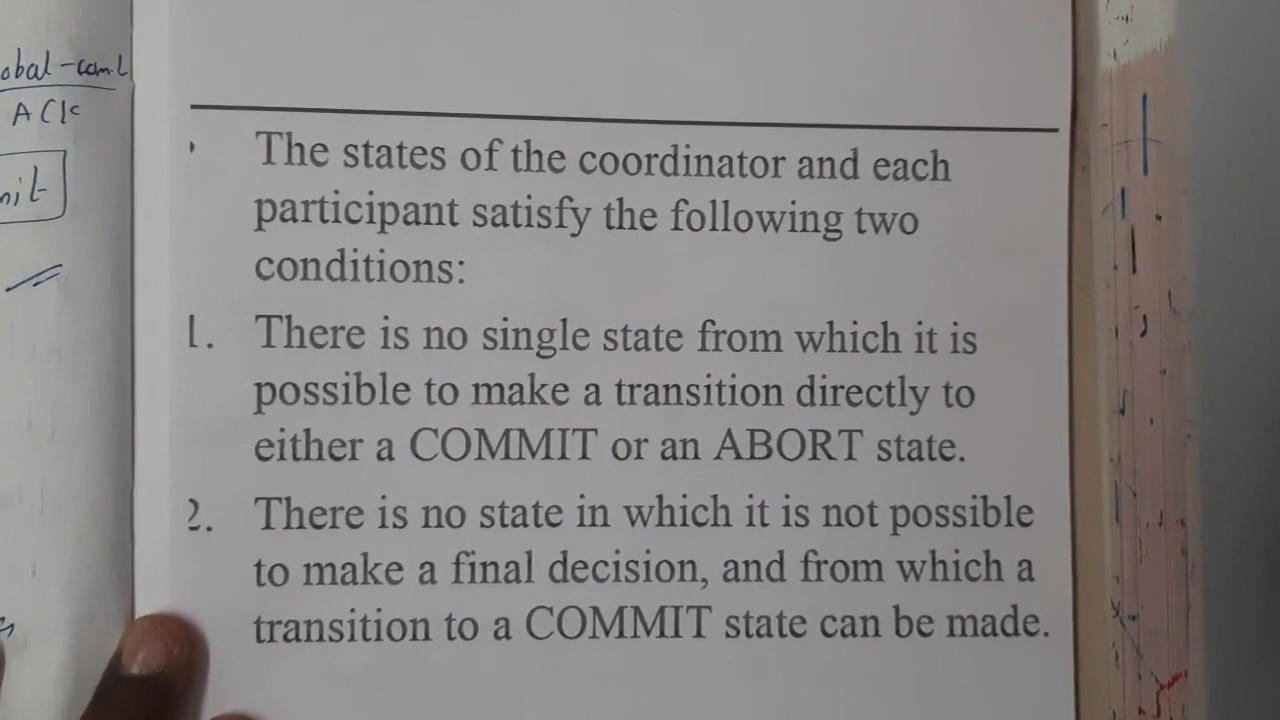 ACK
The states of the coordinator and each
participant satisfy the following two
conditions:
1. There is no single state from which it is
possible to make a transition directly to
either a COMMIT or an ABORT state.
2. There is no state in which it is not possible
to make a final decision, and from which a
transition to a COMMIT state can be made.